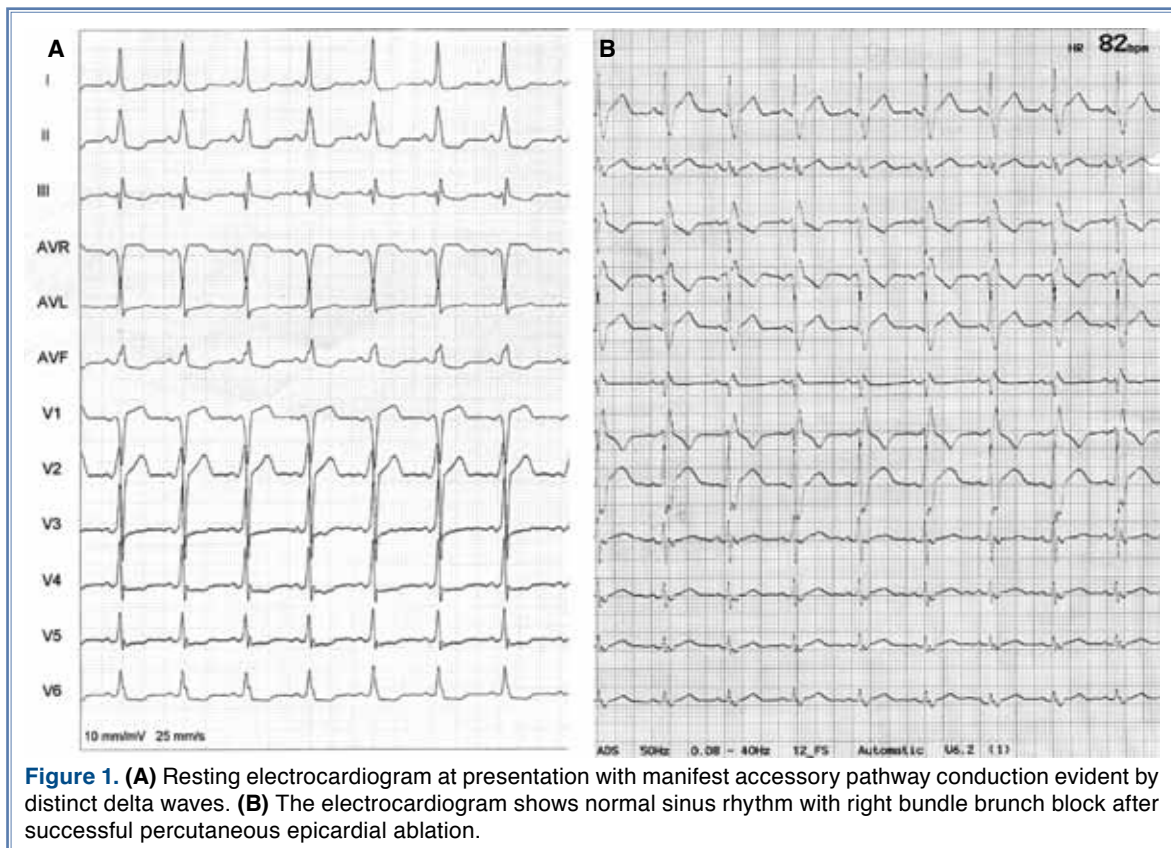 A
B
HR 82bpm
I
II
III
AVR
AVL
AVF
V1
V2
V3
V4
V5
V6
10 mm/mV 25 mm/s
ADS 50Hz 0.08 - 40Hz 12_FS Automatic V6.2 (1)
Figure 1. (A) Resting electrocardiogram at presentation with manifest accessory pathway conduction evident by
distinct delta waves. (B) The electrocardiogram shows normal sinus rhythm with right bundle brunch block after
successful percutaneous epicardial ablation.